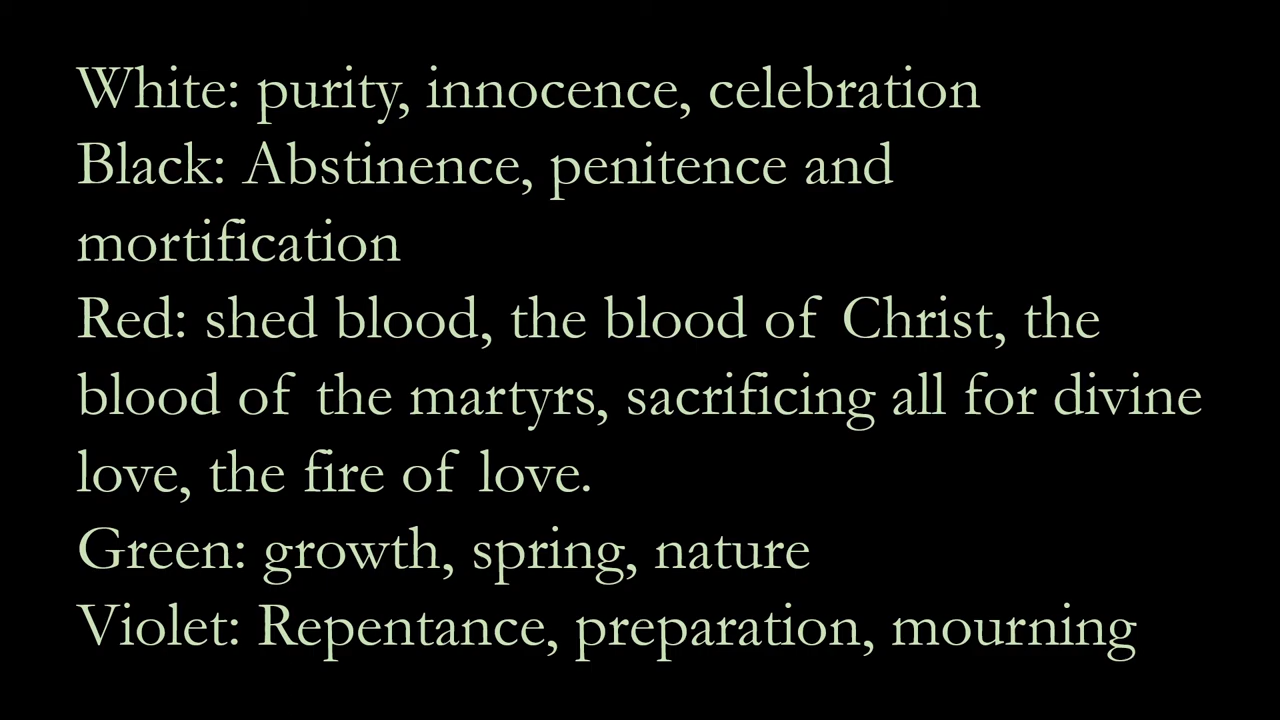 White: purity, innocence, celebration
Black: Abstinence, penitence and
mortification
Red: shed blood, the blood of Christ, the
blood of the martyrs, sacrificing all for divine
love, the fire of love.
Green: growth, spring, nature
Violet: Repentance, preparation, mourning